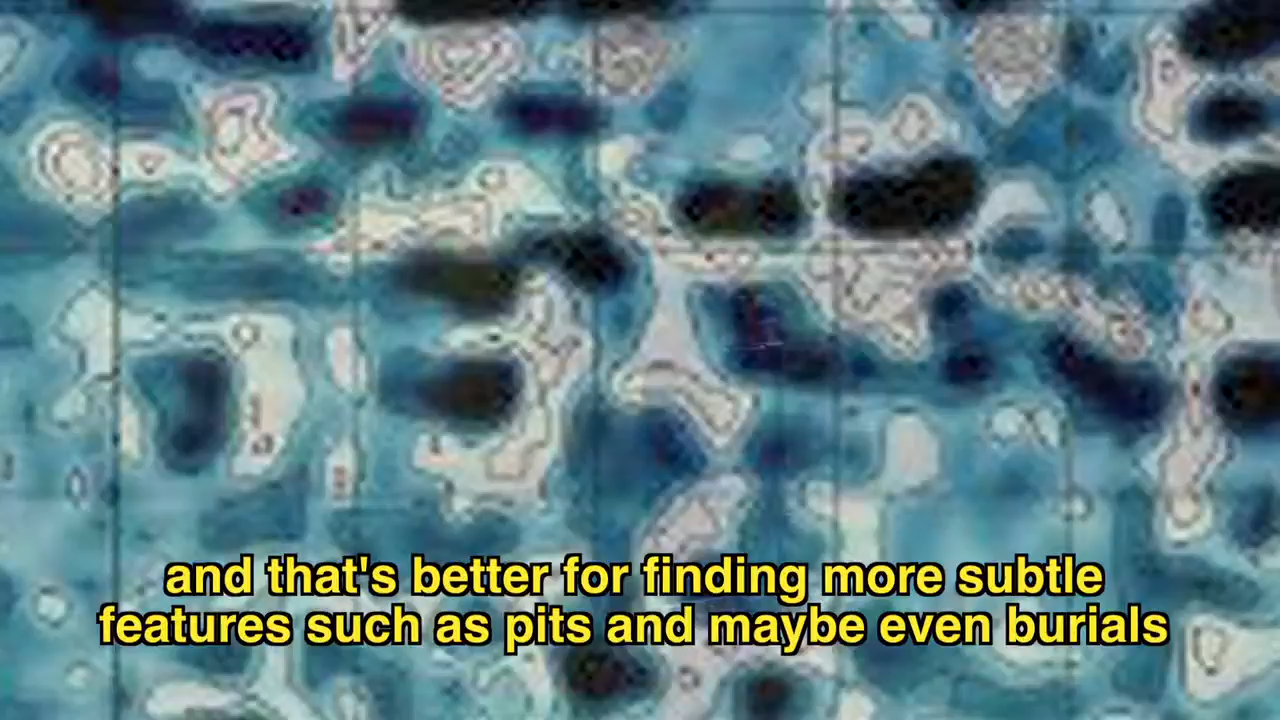 and that's better for finding more subtle
features such as pits and maybe even burials